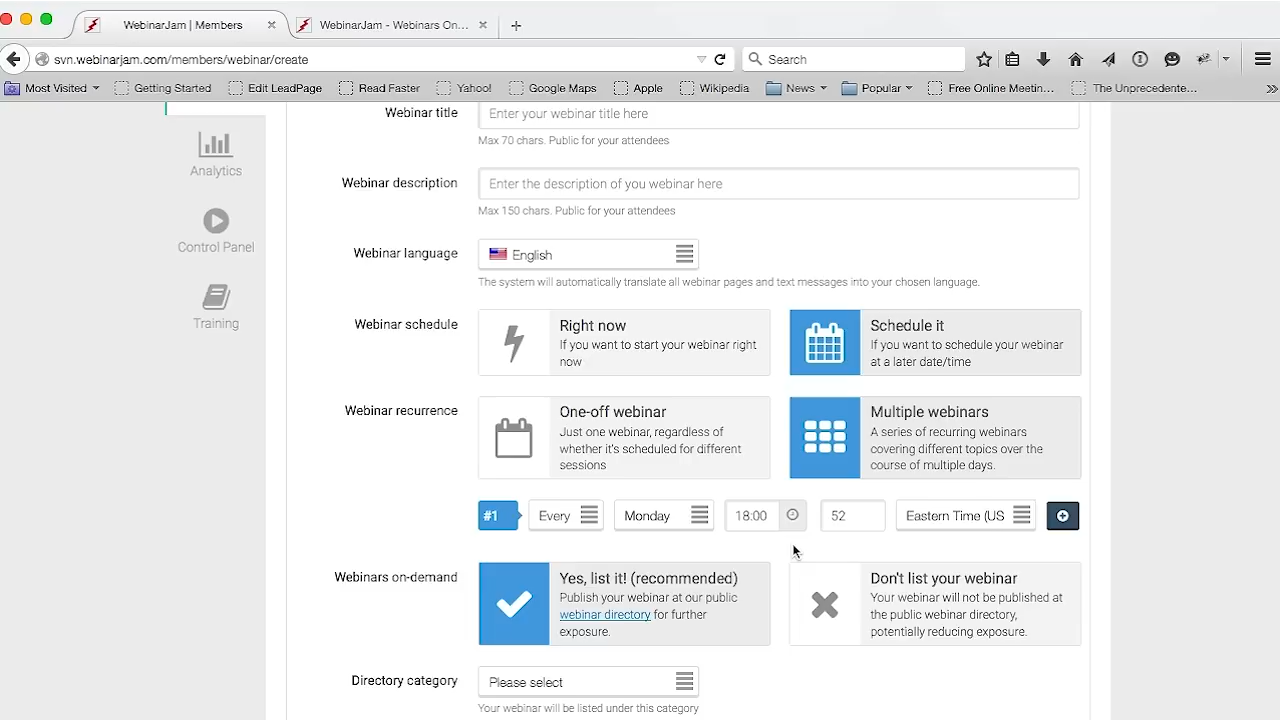 WebinarJam | Members
WebinarJam - Webinars On...
svn.webinarjam.com/members/webinar/create
Search
Most Visited
Getting Started
Edit LeadPage
Read Faster
Yahoo!
Google Maps
Apple
Wikipedia
News
Popular
Free Online Meetin...
The Unprecedente...
Webinar title
Enter your webinar title here
Max 70 chars. Public for your attendees
Analytics
Webinar description
Enter the description of you webinar here
Max 150 chars. Public for your attendees
Control Panel
Webinar language
English
The system will automatically translate all webinar pages and text messages into your chosen language.
Training
Webinar schedule
Right now
If you want to start your webinar right
now
Schedule it
If you want to schedule your webinar
at a later date/time
Webinar recurrence
One-off webinar
Just one webinar, regardless of
whether it's scheduled for different
sessions
Multiple webinars
A series of recurring webinars
covering different topics over the
course of multiple days.
#1
Every
Monday
18:00
52
Eastern Time (US
Webinars on-demand
Yes, list it! (recommended)
Publish your webinar at our public
webinar directory for further
exposure.
Don't list your webinar
Your webinar will not be published at
the public webinar directory,
potentially reducing exposure.
Directory category
Please select
Your webinar will be listed under this category